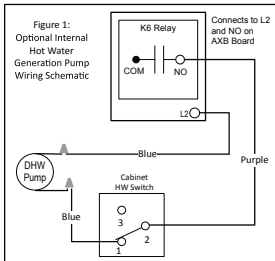 Figure 1:
Optional Internal
Hot Water
Generation Pump
Wiring Schematic
K6 Relay
COM
NO
L2
Connects to L2
and NO on
AXB Board
Blue
Purple
DHW
Pump
Blue
Cabinet
HW Switch
3
2
1